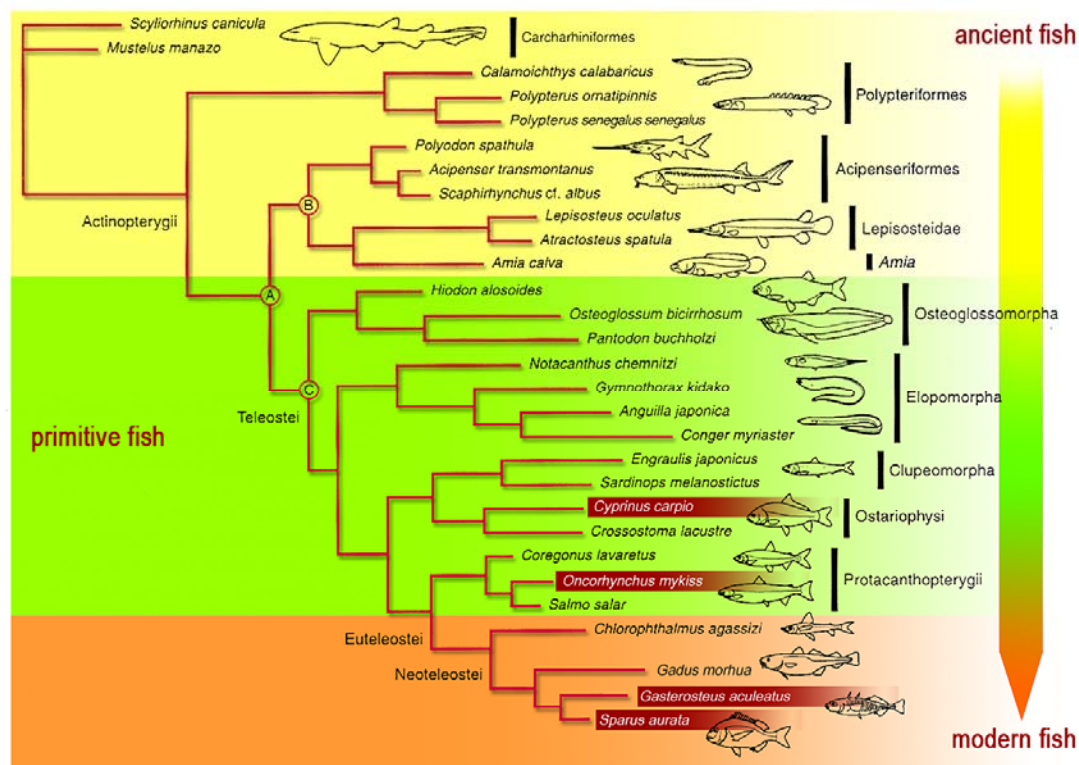 Scyliorhinus canicula
Mustelus manazo
Carcharhiniformes
ancient fish
Calamoichthys calabaricus
Polypterus ornatipinnis
Polypterus senegalus senegalus
Polypteriformes
Polyodon spathula
Acipenser transmontanus
Scaphirhynchus cf. albus
Acipenseriformes
B
Actinopterygii
Lepisosteus oculatus
Atractosteus spatula
Lepisosteidae
Amia calva
Amia
A
Hiodon alosoides
Osteoglossum bicirrhosum
Pantodon buchholzi
Osteoglossomorpha
C
Teleostei
Notacanthus chemnitzi
Gymnothorax kidako
Anguilla japonica
Conger myriaster
Elopomorpha
primitive fish
Engraulis japonicus
Sardinops melanostictus
Clupeomorpha
Cyprinus carpio
Crossostoma lacustre
Ostariophysi
Coregonus lavaretus
Oncorhynchus mykiss
Salmo salar
Protacanthopterygii
Euteleostei
Chlorophthalmus agassizi
Neoteleostei
Gadus morhua
Gasterosteus aculeatus
Sparus aurata
modern fish